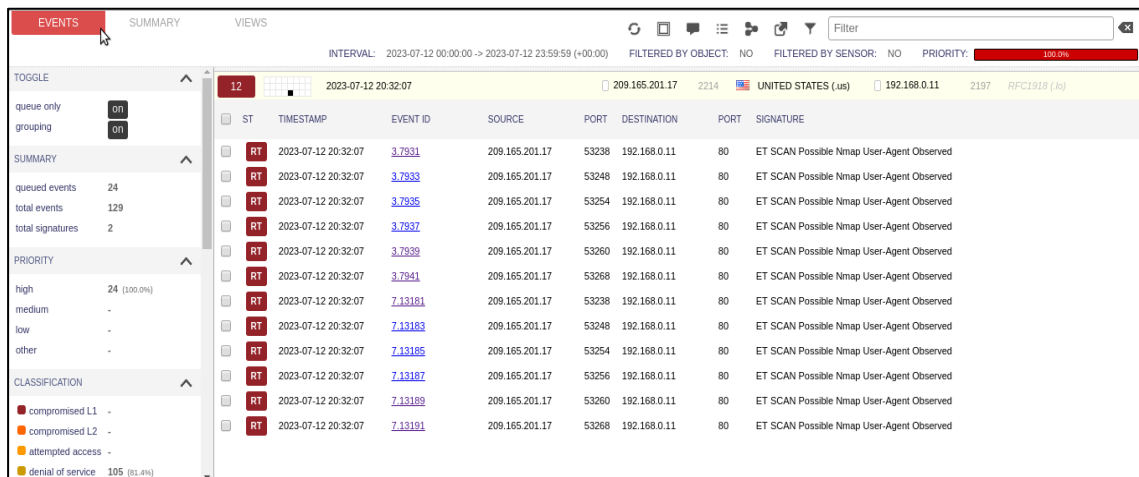 EVENTS SUMMARY VIEWS Filter
INTERVAL: 2023-07-12 00:00:00 -> 2023-07-12 23:59:59 (+00:00) FILTERED BY OBJECT: NO FILTERED BY SENSOR: NO PRIORITY: 100.0%
TOGGLE
queue only on
grouping on
SUMMARY
queued events 24
total events 129
total signatures 2
PRIORITY
high 24 (100.0%)
medium -
low -
other -
CLASSIFICATION
compromised L1 -
compromised L2 -
attempted access -
denial of service 105 (81.4%)
12 2023-07-12 20:32:07 209.165.201.17 2214 UNITED STATES (.us) 192.168.0.11 2197 RFC1918 (.lo)
ST TIMESTAMP EVENT ID SOURCE PORT DESTINATION PORT SIGNATURE
RT 2023-07-12 20:32:07 3.7931 209.165.201.17 53238 192.168.0.11 80 ET SCAN Possible Nmap User-Agent Observed
RT 2023-07-12 20:32:07 3.7933 209.165.201.17 53248 192.168.0.11 80 ET SCAN Possible Nmap User-Agent Observed
RT 2023-07-12 20:32:07 3.7935 209.165.201.17 53254 192.168.0.11 80 ET SCAN Possible Nmap User-Agent Observed
RT 2023-07-12 20:32:07 3.7937 209.165.201.17 53256 192.168.0.11 80 ET SCAN Possible Nmap User-Agent Observed
RT 2023-07-12 20:32:07 3.7939 209.165.201.17 53260 192.168.0.11 80 ET SCAN Possible Nmap User-Agent Observed
RT 2023-07-12 20:32:07 3.7941 209.165.201.17 53268 192.168.0.11 80 ET SCAN Possible Nmap User-Agent Observed
RT 2023-07-12 20:32:07 7.13181 209.165.201.17 53238 192.168.0.11 80 ET SCAN Possible Nmap User-Agent Observed
RT 2023-07-12 20:32:07 7.13183 209.165.201.17 53248 192.168.0.11 80 ET SCAN Possible Nmap User-Agent Observed
RT 2023-07-12 20:32:07 7.13185 209.165.201.17 53254 192.168.0.11 80 ET SCAN Possible Nmap User-Agent Observed
RT 2023-07-12 20:32:07 7.13187 209.165.201.17 53256 192.168.0.11 80 ET SCAN Possible Nmap User-Agent Observed
RT 2023-07-12 20:32:07 7.13189 209.165.201.17 53260 192.168.0.11 80 ET SCAN Possible Nmap User-Agent Observed
RT 2023-07-12 20:32:07 7.13191 209.165.201.17 53268 192.168.0.11 80 ET SCAN Possible Nmap User-Agent Observed